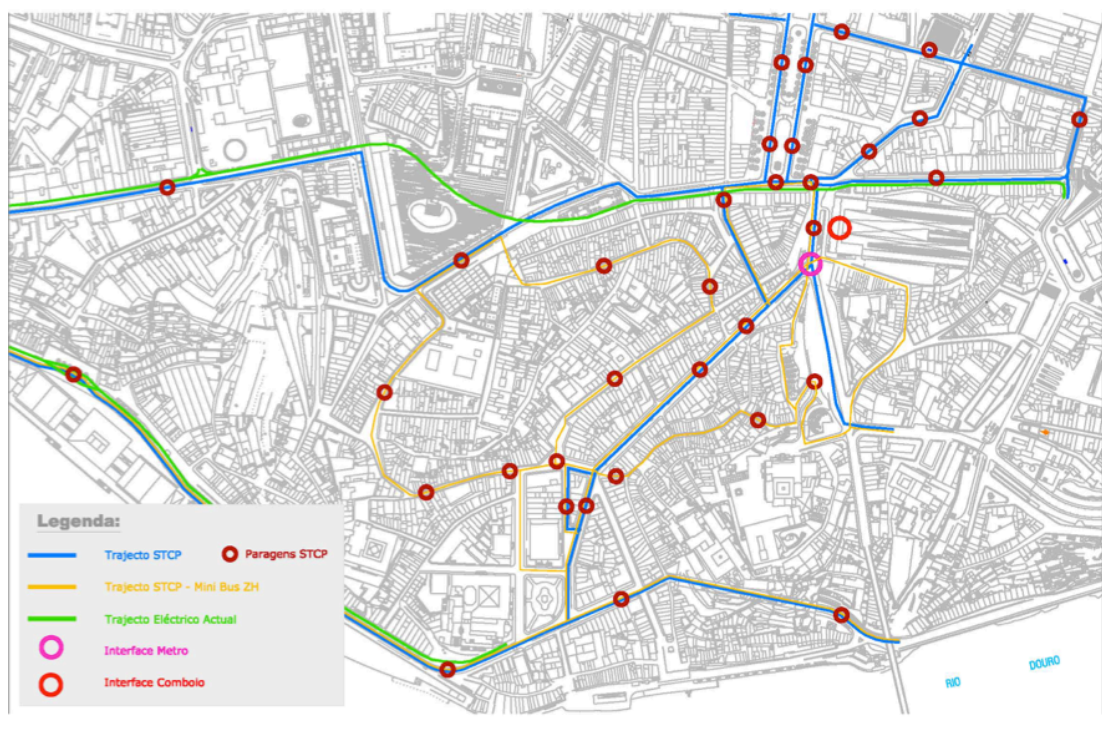 Legenda:
Trajecto STCP
Paragens STCP
Trajecto STCP - Mini Bus ZH
Trajecto Eléctrico Actual
Interface Metro
Interface Comboio
RIO
DOURO